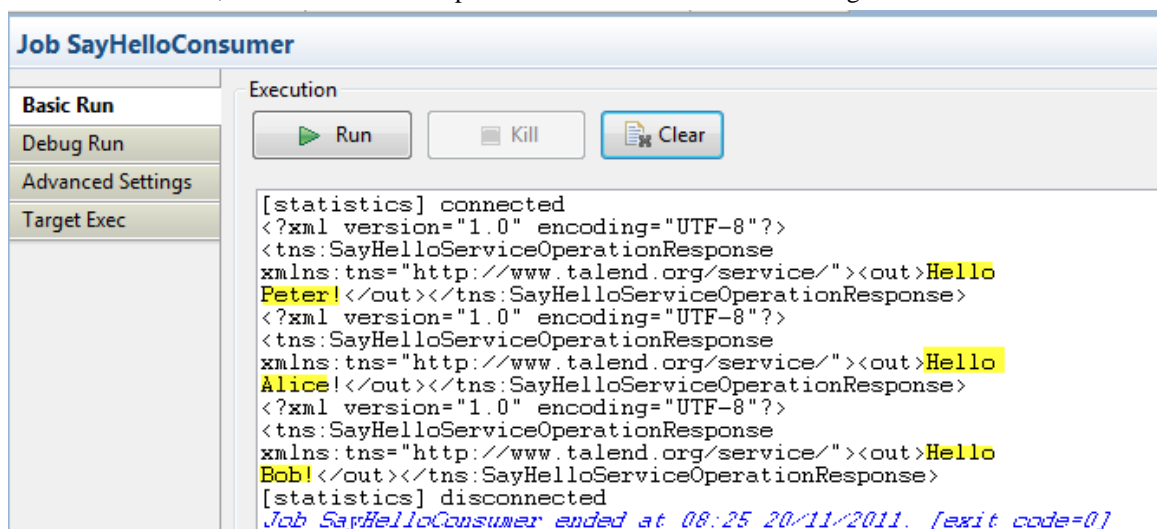 Job SayHelloConsumer
Basic Run
Debug Run
Advanced Settings
Target Exec
Execution
Run
Kill
Clear
[statistics] connected
<?xml version="1.0" encoding="UTF-8"?>
<tns:SayHelloServiceOperationResponse
xmlns:tns="http://www.talend.org/service/"><out>Hello
Peter!</out></tns:SayHelloServiceOperationResponse>
<?xml version="1.0" encoding="UTF-8"?>
<tns:SayHelloServiceOperationResponse
xmlns:tns="http://www.talend.org/service/"><out>Hello
Alice!</out></tns:SayHelloServiceOperationResponse>
<?xml version="1.0" encoding="UTF-8"?>
<tns:SayHelloServiceOperationResponse
xmlns:tns="http://www.talend.org/service/"><out>Hello
Bob!</out></tns:SayHelloServiceOperationResponse>
[statistics] disconnected
Job SayHelloConsumer ended at 08:25 20/11/2011. [exit code=0]